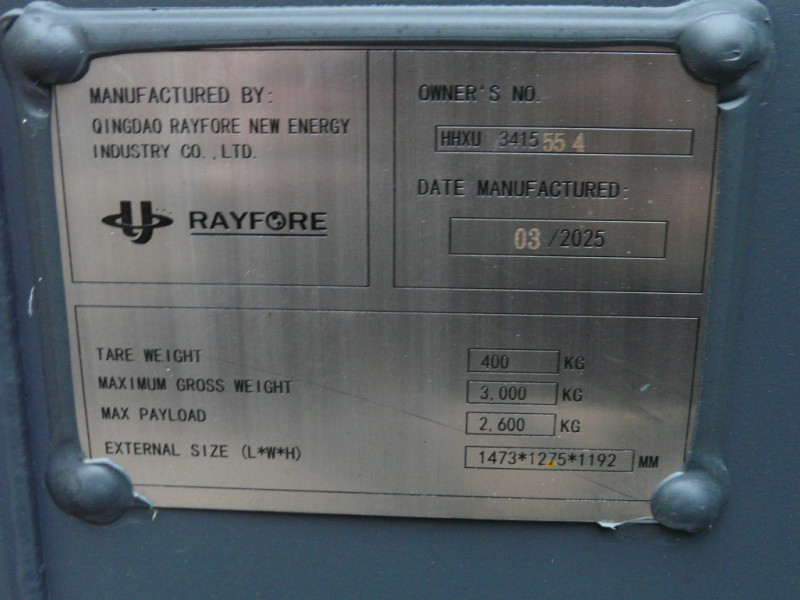 MANUFACTURED BY:
QINGDAO RAYFORE NEW ENERGY
INDUSTRY CO.,LTD.
RAYFORE
OWNER'S NO.
HHXU 3415554
DATE MANUFACTURED:
03/2025
TARE WEIGHT 400 KG
MAXIMUM GROSS WEIGHT 3,000 KG
MAX PAYLOAD 2,600 KG
EXTERNAL SIZE (L*W*H) 1473*1275*1192 MM